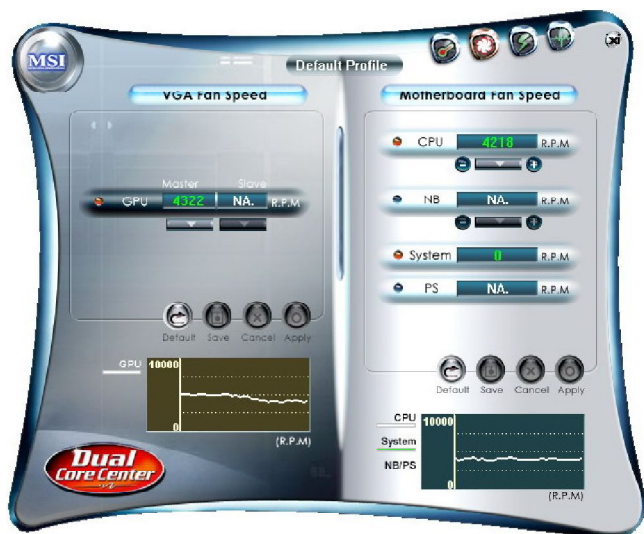 MSI
Default Profile
VGA Fan Speed
Master Slave
GPU 4322 NA. R.P.M
Default Save Cancel Apply
GPU 10000
0
(R.P.M)
Dual
Core Center
Motherboard Fan Speed
CPU 4218 R.P.M
NB NA. R.P.M
System 0 R.P.M
PS NA. R.P.M
Default Save Cancel Apply
CPU 10000
System
NB/PS
0
(R.P.M)